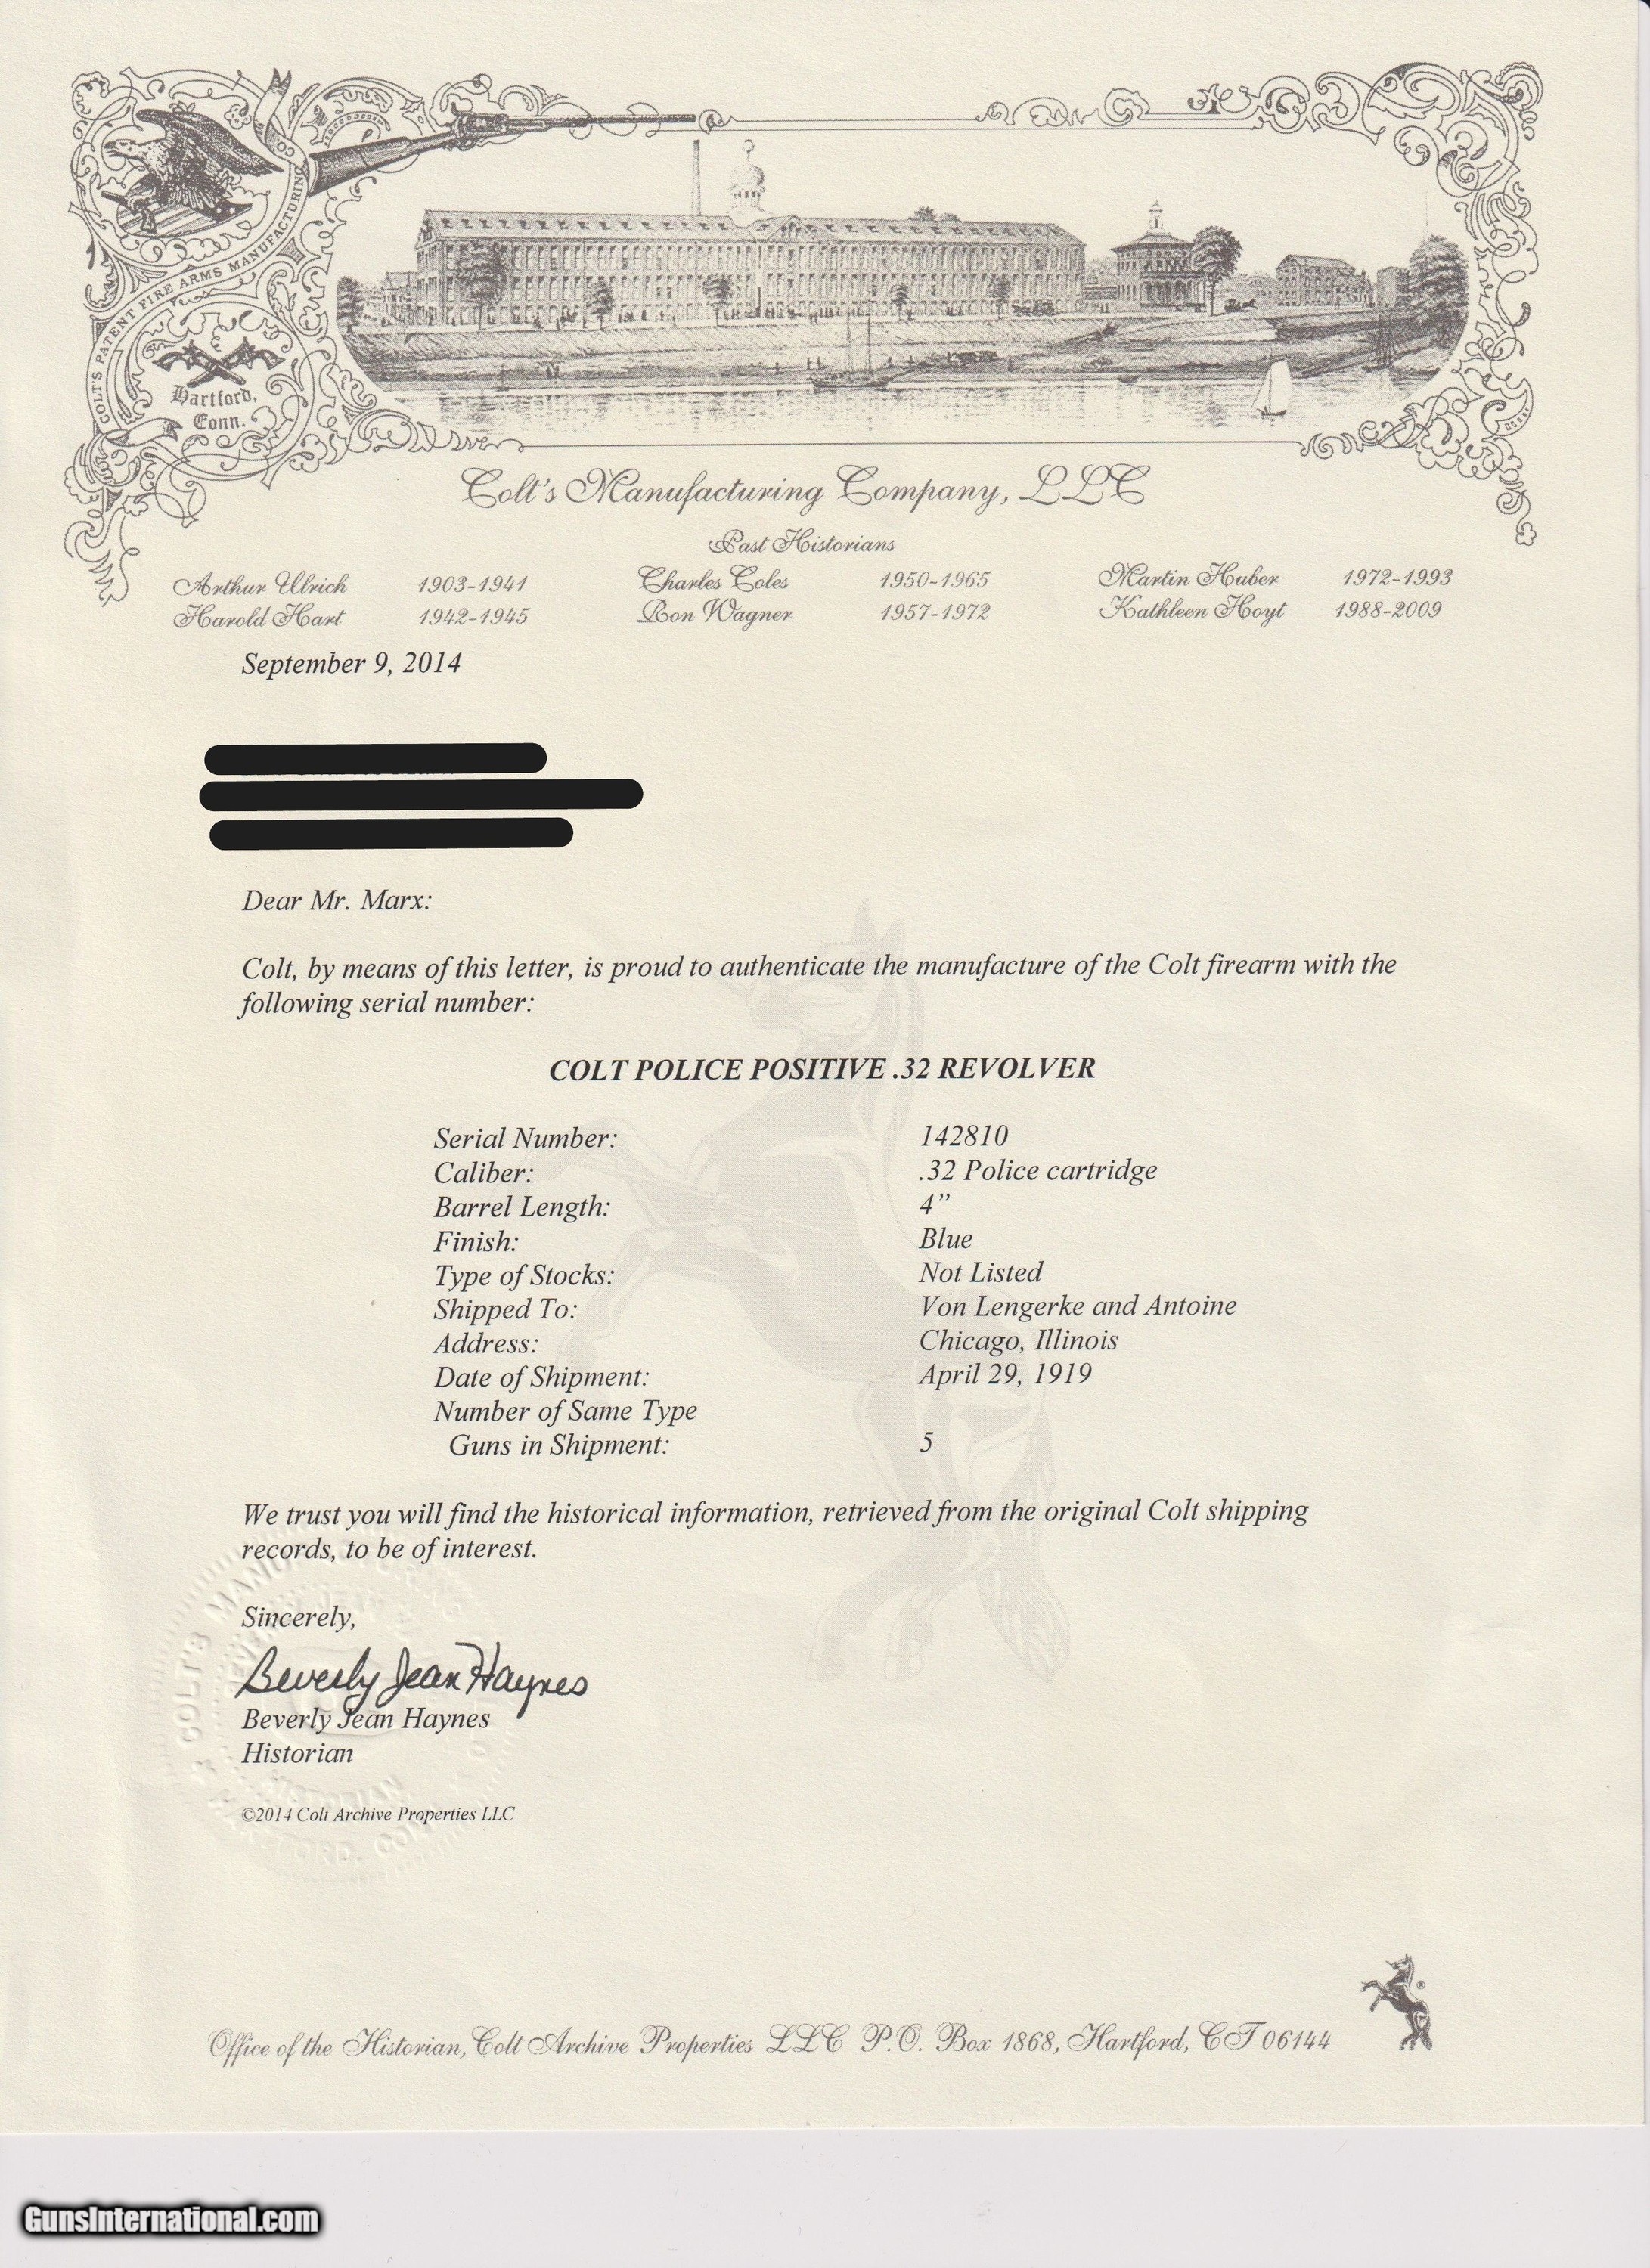 COLT'S PATENT FIRE ARMS MANUFACTURING CO
Hartford,
Conn.
Colt's Manufacturing Company, LLC
Past Historians
Arthur Ulrich 1903-1941 Charles Coles 1950-1965 Martin Huber 1972-1993
Harold Hart 1942-1945 Ron Wagner 1957-1972 Kathleen Hoyt 1988-2009
September 9, 2014
Dear Mr. Marx:
Colt, by means of this letter, is proud to authenticate the manufacture of the Colt firearm with the
following serial number:
COLT POLICE POSITIVE .32 REVOLVER
Serial Number: 142810
Caliber: .32 Police cartridge
Barrel Length: 4”
Finish: Blue
Type of Stocks: Not Listed
Shipped To: Von Lengerke and Antoine
Address: Chicago, Illinois
Date of Shipment: April 29, 1919
Number of Same Type
Guns in Shipment: 5
We trust you will find the historical information, retrieved from the original Colt shipping
records, to be of interest.
Sincerely,
Beverly Jean Haynes
Beverly Jean Haynes
Historian
©2014 Colt Archive Properties LLC
Office of the Historian, Colt Archive Properties LLC P.O. Box 1868, Hartford, CT 06144
GunsInternational.com